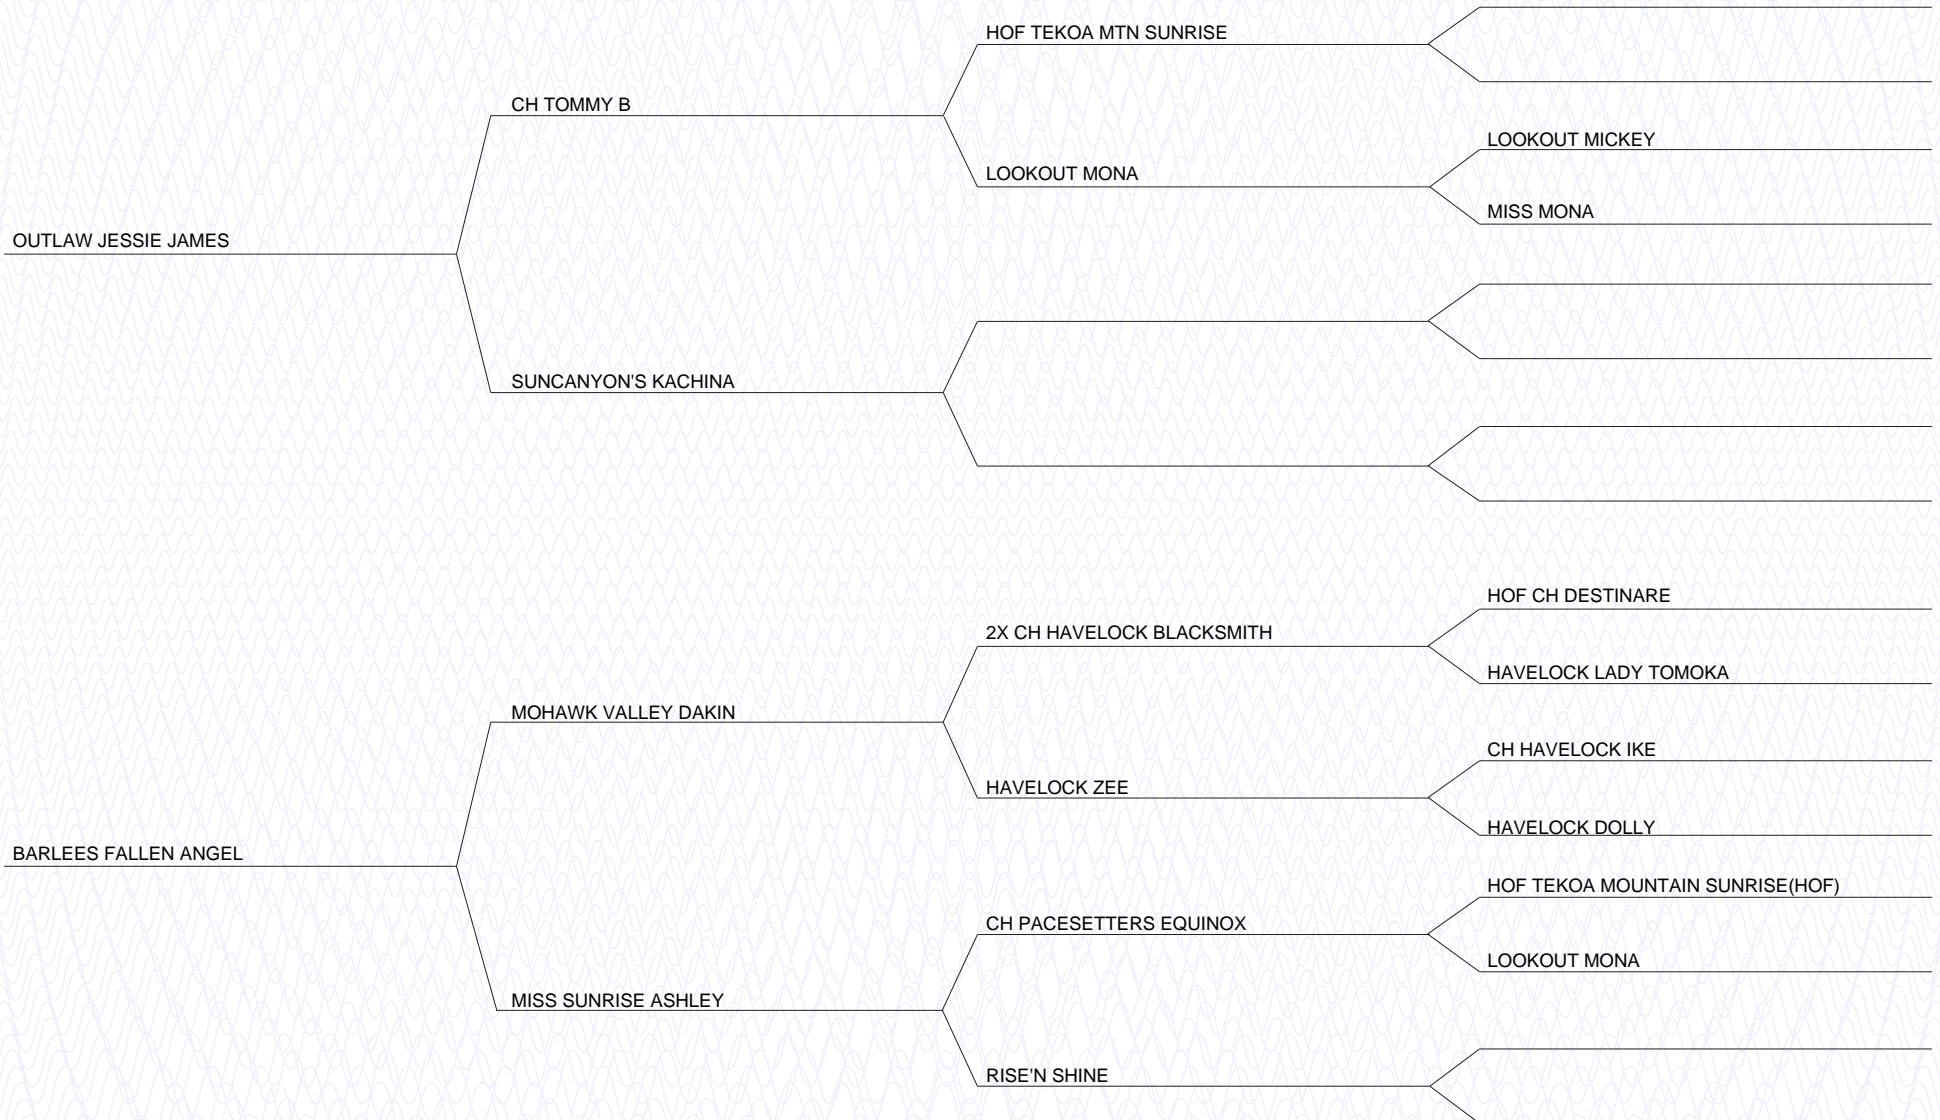 HOF TEKOA MTN SUNRISE
CH TOMMY B
LOOKOUT MICKEY
LOOKOUT MONA
MISS MONA
OUTLAW JESSIE JAMES
SUNCANYON'S KACHINA
HOF CH DESTINARE
2X CH HAVELOCK BLACKSMITH
HAVELOCK LADY TOMOKA
MOHAWK VALLEY DAKIN
CH HAVELOCK IKE
HAVELOCK ZEE
HAVELOCK DOLLY
BARLEES FALLEN ANGEL
HOF TEKOA MOUNTAIN SUNRISE(HOF)
CH PACESETTERS EQUINOX
LOOKOUT MONA
MISS SUNRISE ASHLEY
RISE'N SHINE